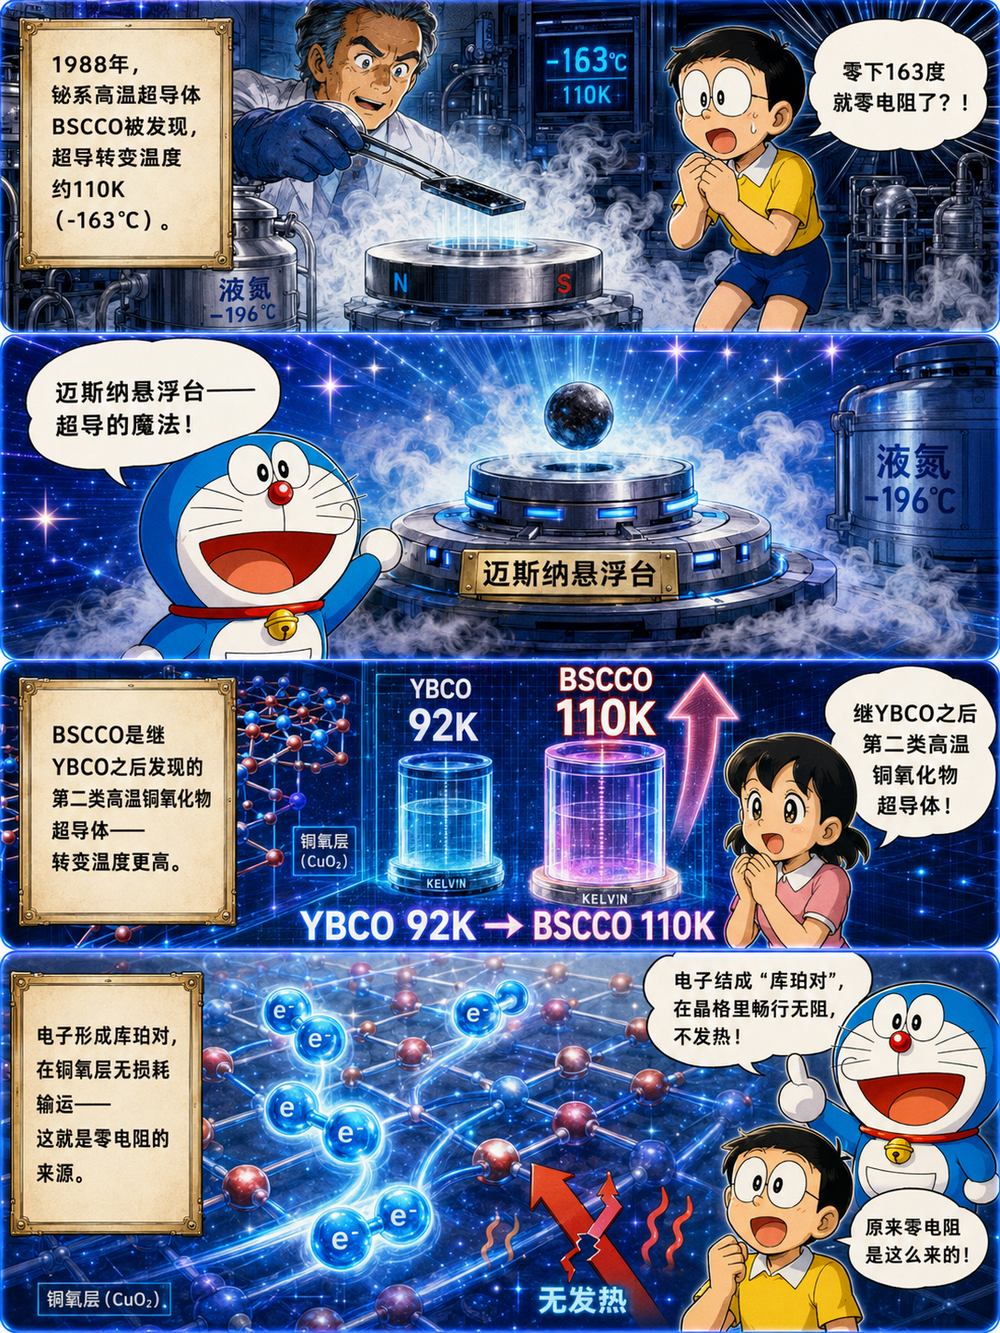 1988年，
铋系高温超导体
BSCCO被发现，
超导转变温度
约110K
（-163℃）。
-163℃
110K
零下163度
就零电阻了？！
液氮
-196℃
N
S
迈斯纳悬浮台——
超导的魔法！
液氮
-196℃
迈斯纳悬浮台
BSCCO是继
YBCO之后发现的
第二类高温铜氧化物
超导体——
转变温度更高。
铜氧层
(CuO₂)
YBCO
92K
BSCCO
110K
KELVIN
KELVIN
YBCO 92K → BSCCO 110K
继YBCO之后
第二类高温
铜氧化物
超导体！
电子形成库珀对，
在铜氧层无损耗
输运——
这就是零电阻的
来源。
e⁻
e⁻
e⁻
e
e⁻
e⁻
e⁻
电子结成“库珀对”，
在晶格里畅行无阻，
不发热！
原来零电阻
是这么来的！
无发热
铜氧层 (CuO₂)